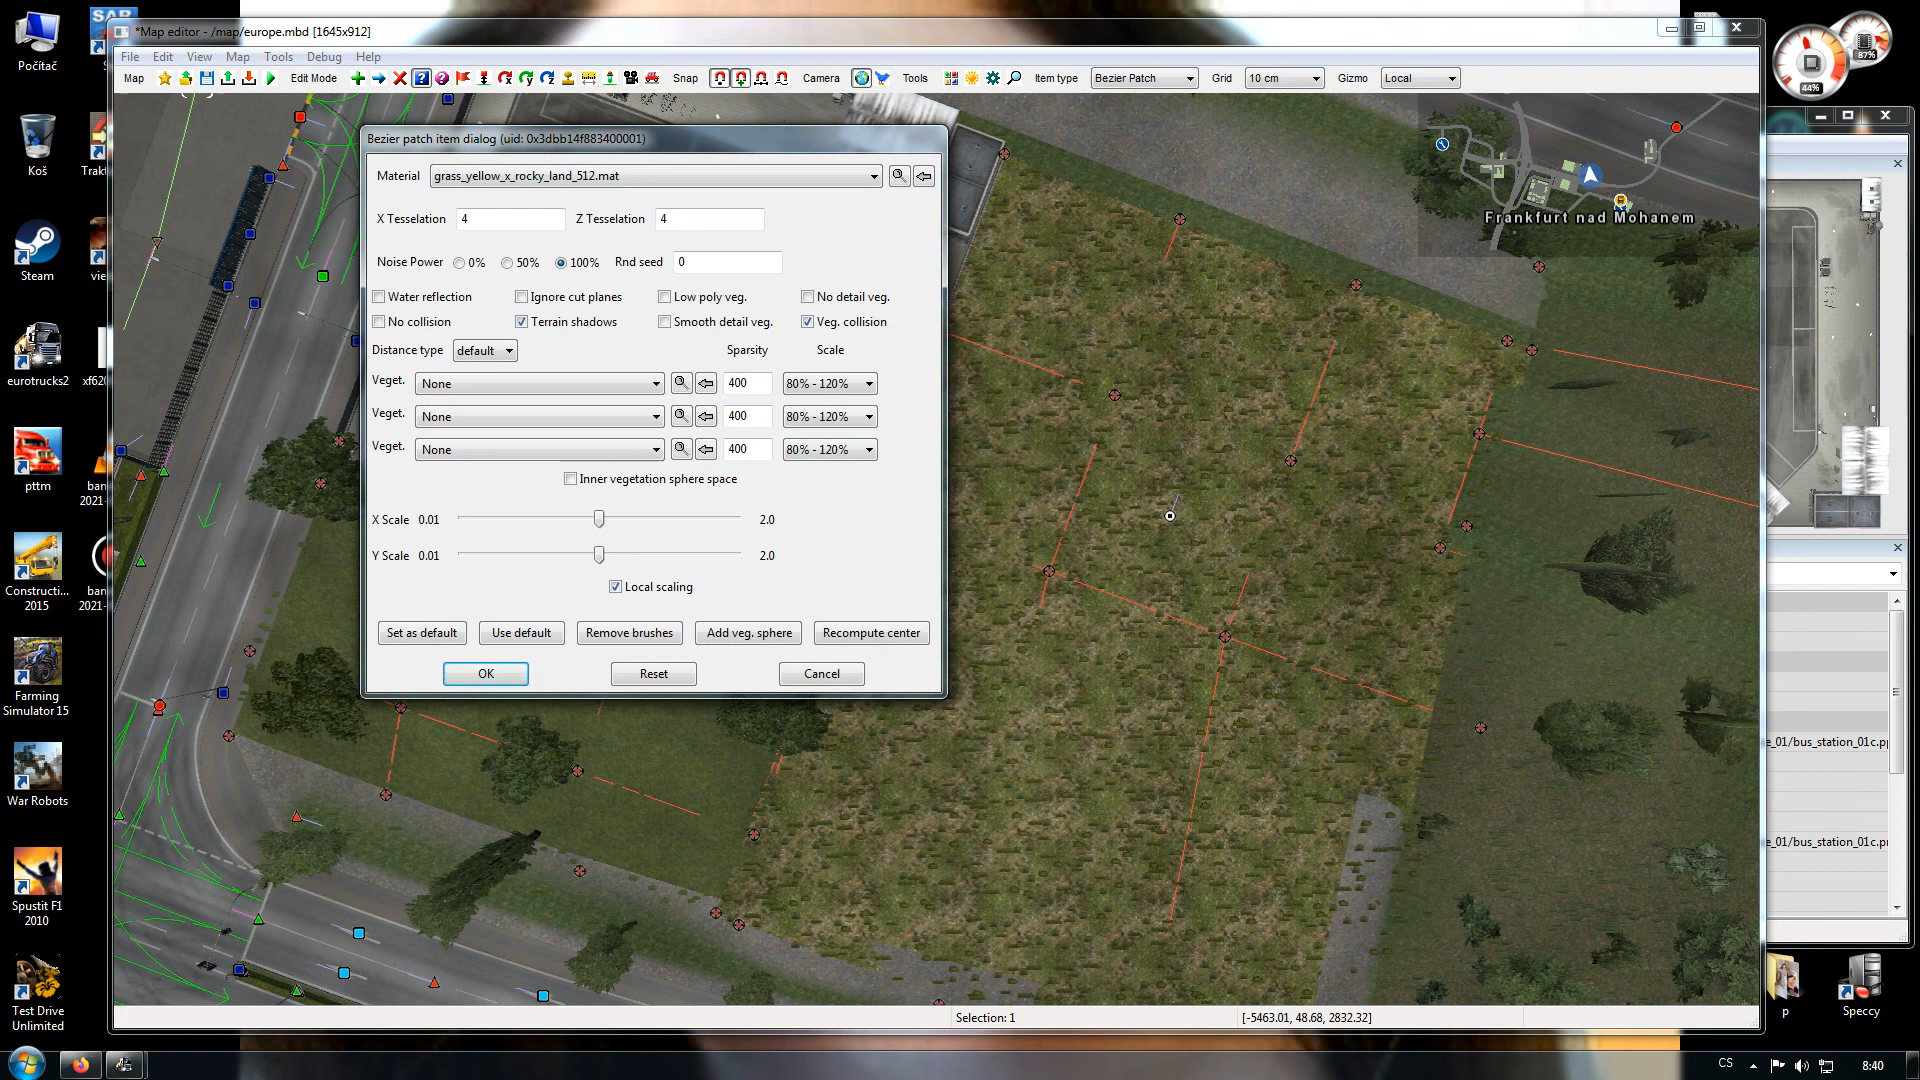 Počítač
Koš
Steam
eurotrucks2
pttm
Constructi...
2015
Farming
Simulator 15
War Robots
Spustit F1
2010
Test Drive
Unlimited
Trakt
vie
xf620
ban
2021-
ban
2021-
*Map editor - /map/europe.mbd [1645x912]
File Edit View Map Tools Debug Help
Map Edit Mode Snap Camera Tools Item type Bezier Patch Grid 10 cm Gizmo Local
Bezier patch item dialog (uid: 0x3dbb14f883400001)
Material grass_yellow_x_rocky_land_512.mat
X Tesselation 4 Z Tesselation 4
Noise Power 0% 50% 100% Rnd seed 0
Water reflection Ignore cut planes Low poly veg. No detail veg.
No collision Terrain shadows Smooth detail veg. Veg. collision
Distance type default Sparsity Scale
Veget. None 400 80% - 120%
Veget. None 400 80% - 120%
Veget. None 400 80% - 120%
Inner vegetation sphere space
X Scale 0.01 2.0
Y Scale 0.01 2.0
Local scaling
Set as default Use default Remove brushes Add veg. sphere Recompute center
OK Reset Cancel
Frankfurt nad Mohanem
87%
44%
e_01/bus_station_01c.p
e_01/bus_station_01c.p
Selection: 1
[-5463.01, 48.68, 2832.32]
p
Speccy
CS
8:40